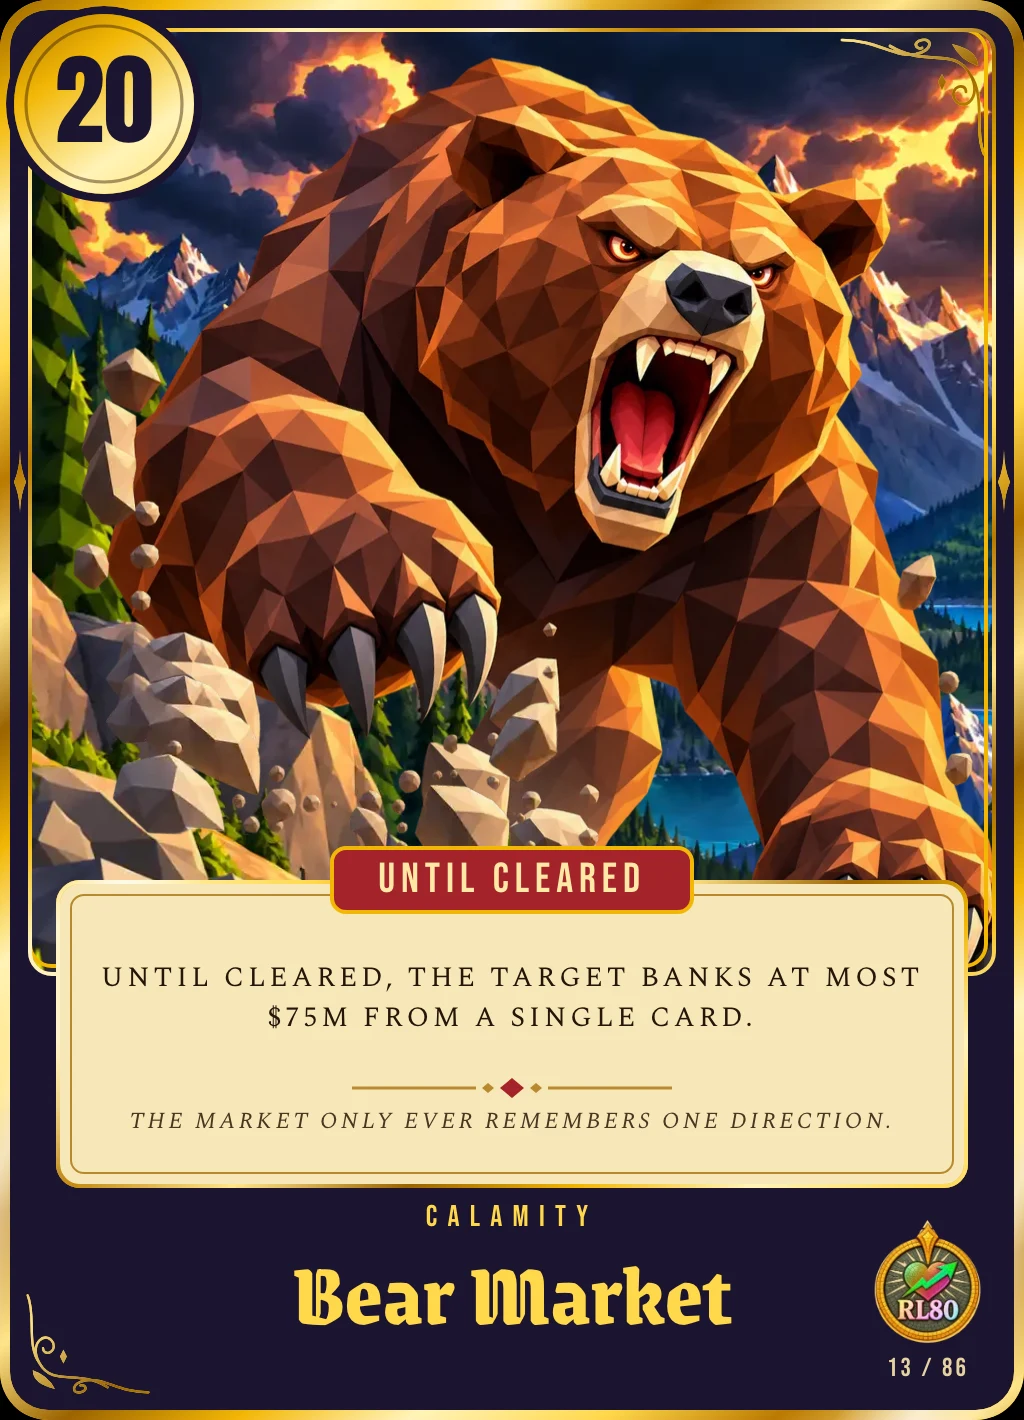 20
UNTIL CLEARED
UNTIL CLEARED, THE TARGET BANKS AT MOST
$75M FROM A SINGLE CARD.
THE MARKET ONLY EVER REMEMBERS ONE DIRECTION.
CALAMITY
Bear Market
RL80
13 / 86